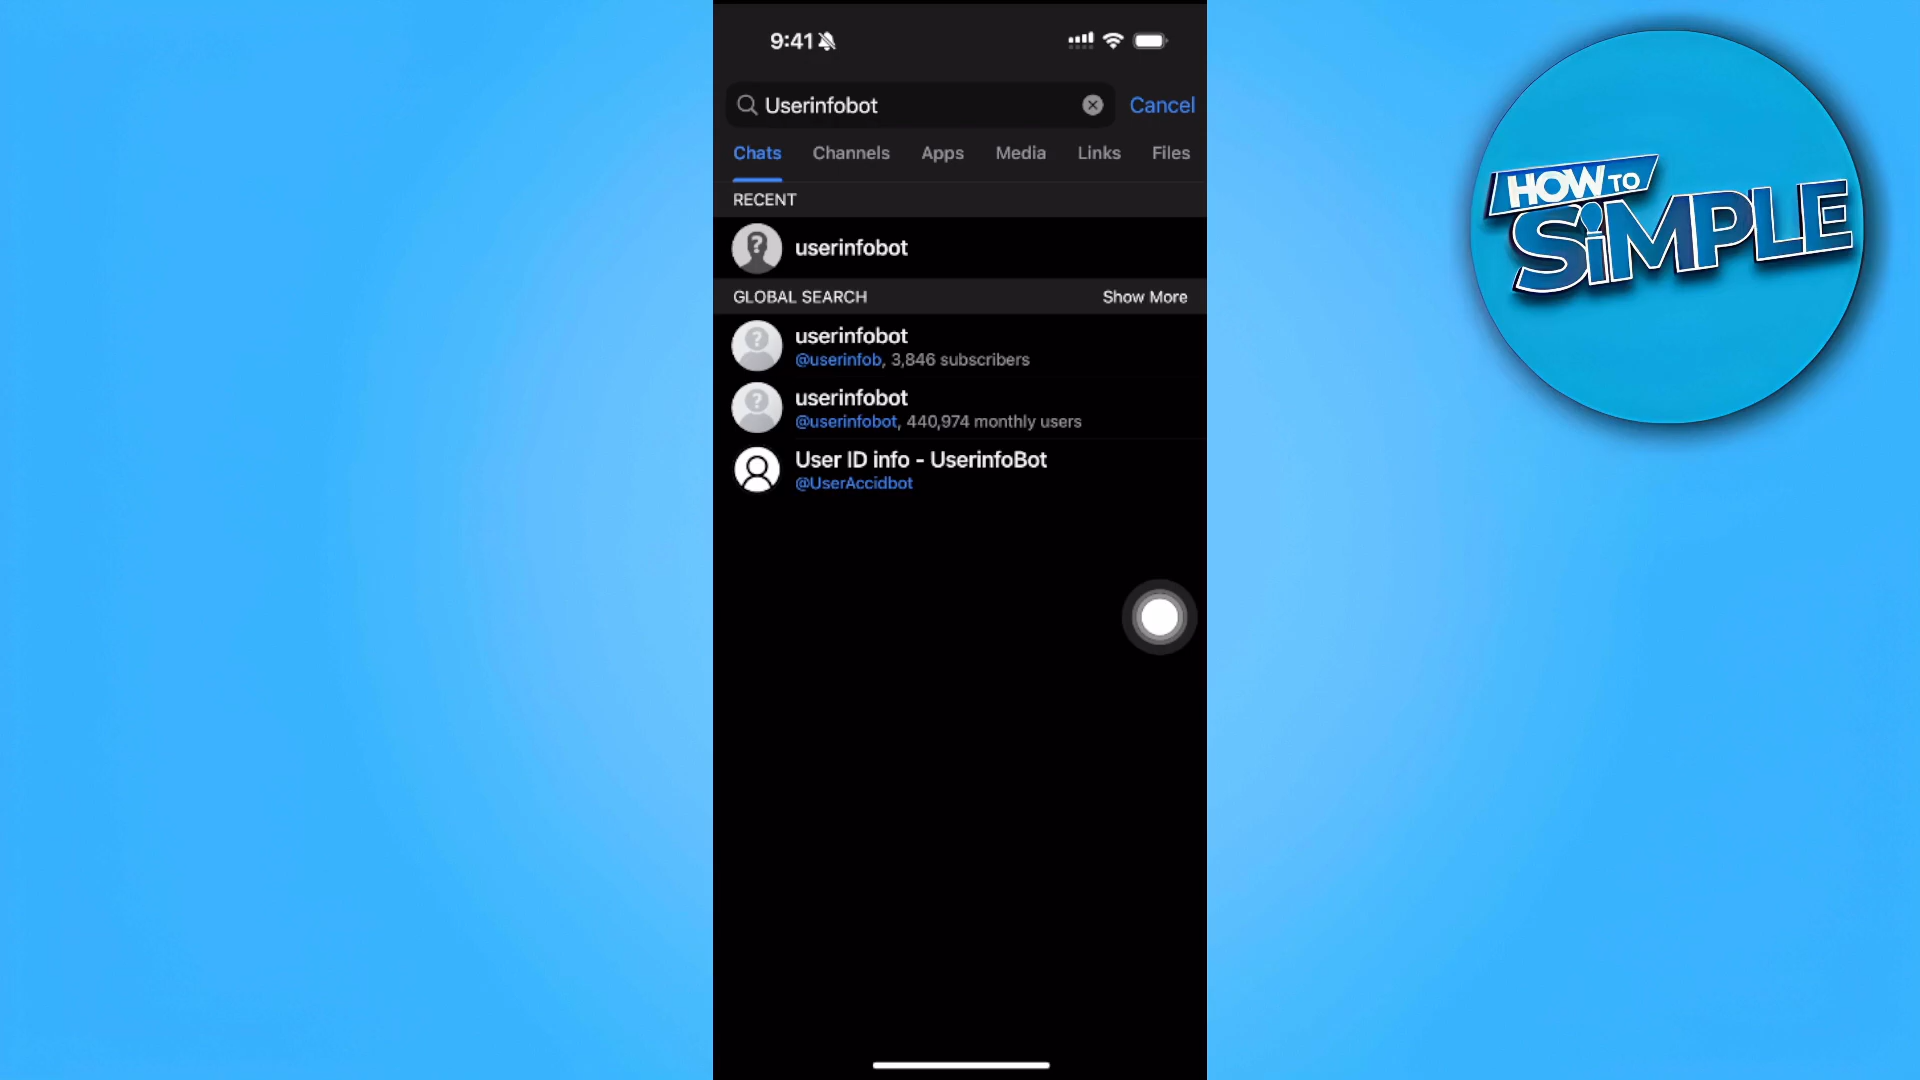 9:41
Userinfobot
Cancel
Chats Channels Apps Media Links Files
RECENT
userinfobot
GLOBAL SEARCH Show More
userinfobot
@userinfob, 3,846 subscribers
userinfobot
@userinfobot, 440,974 monthly users
User ID info - UserinfoBot
@UserAccidbot
HOW TO
SiMPLE